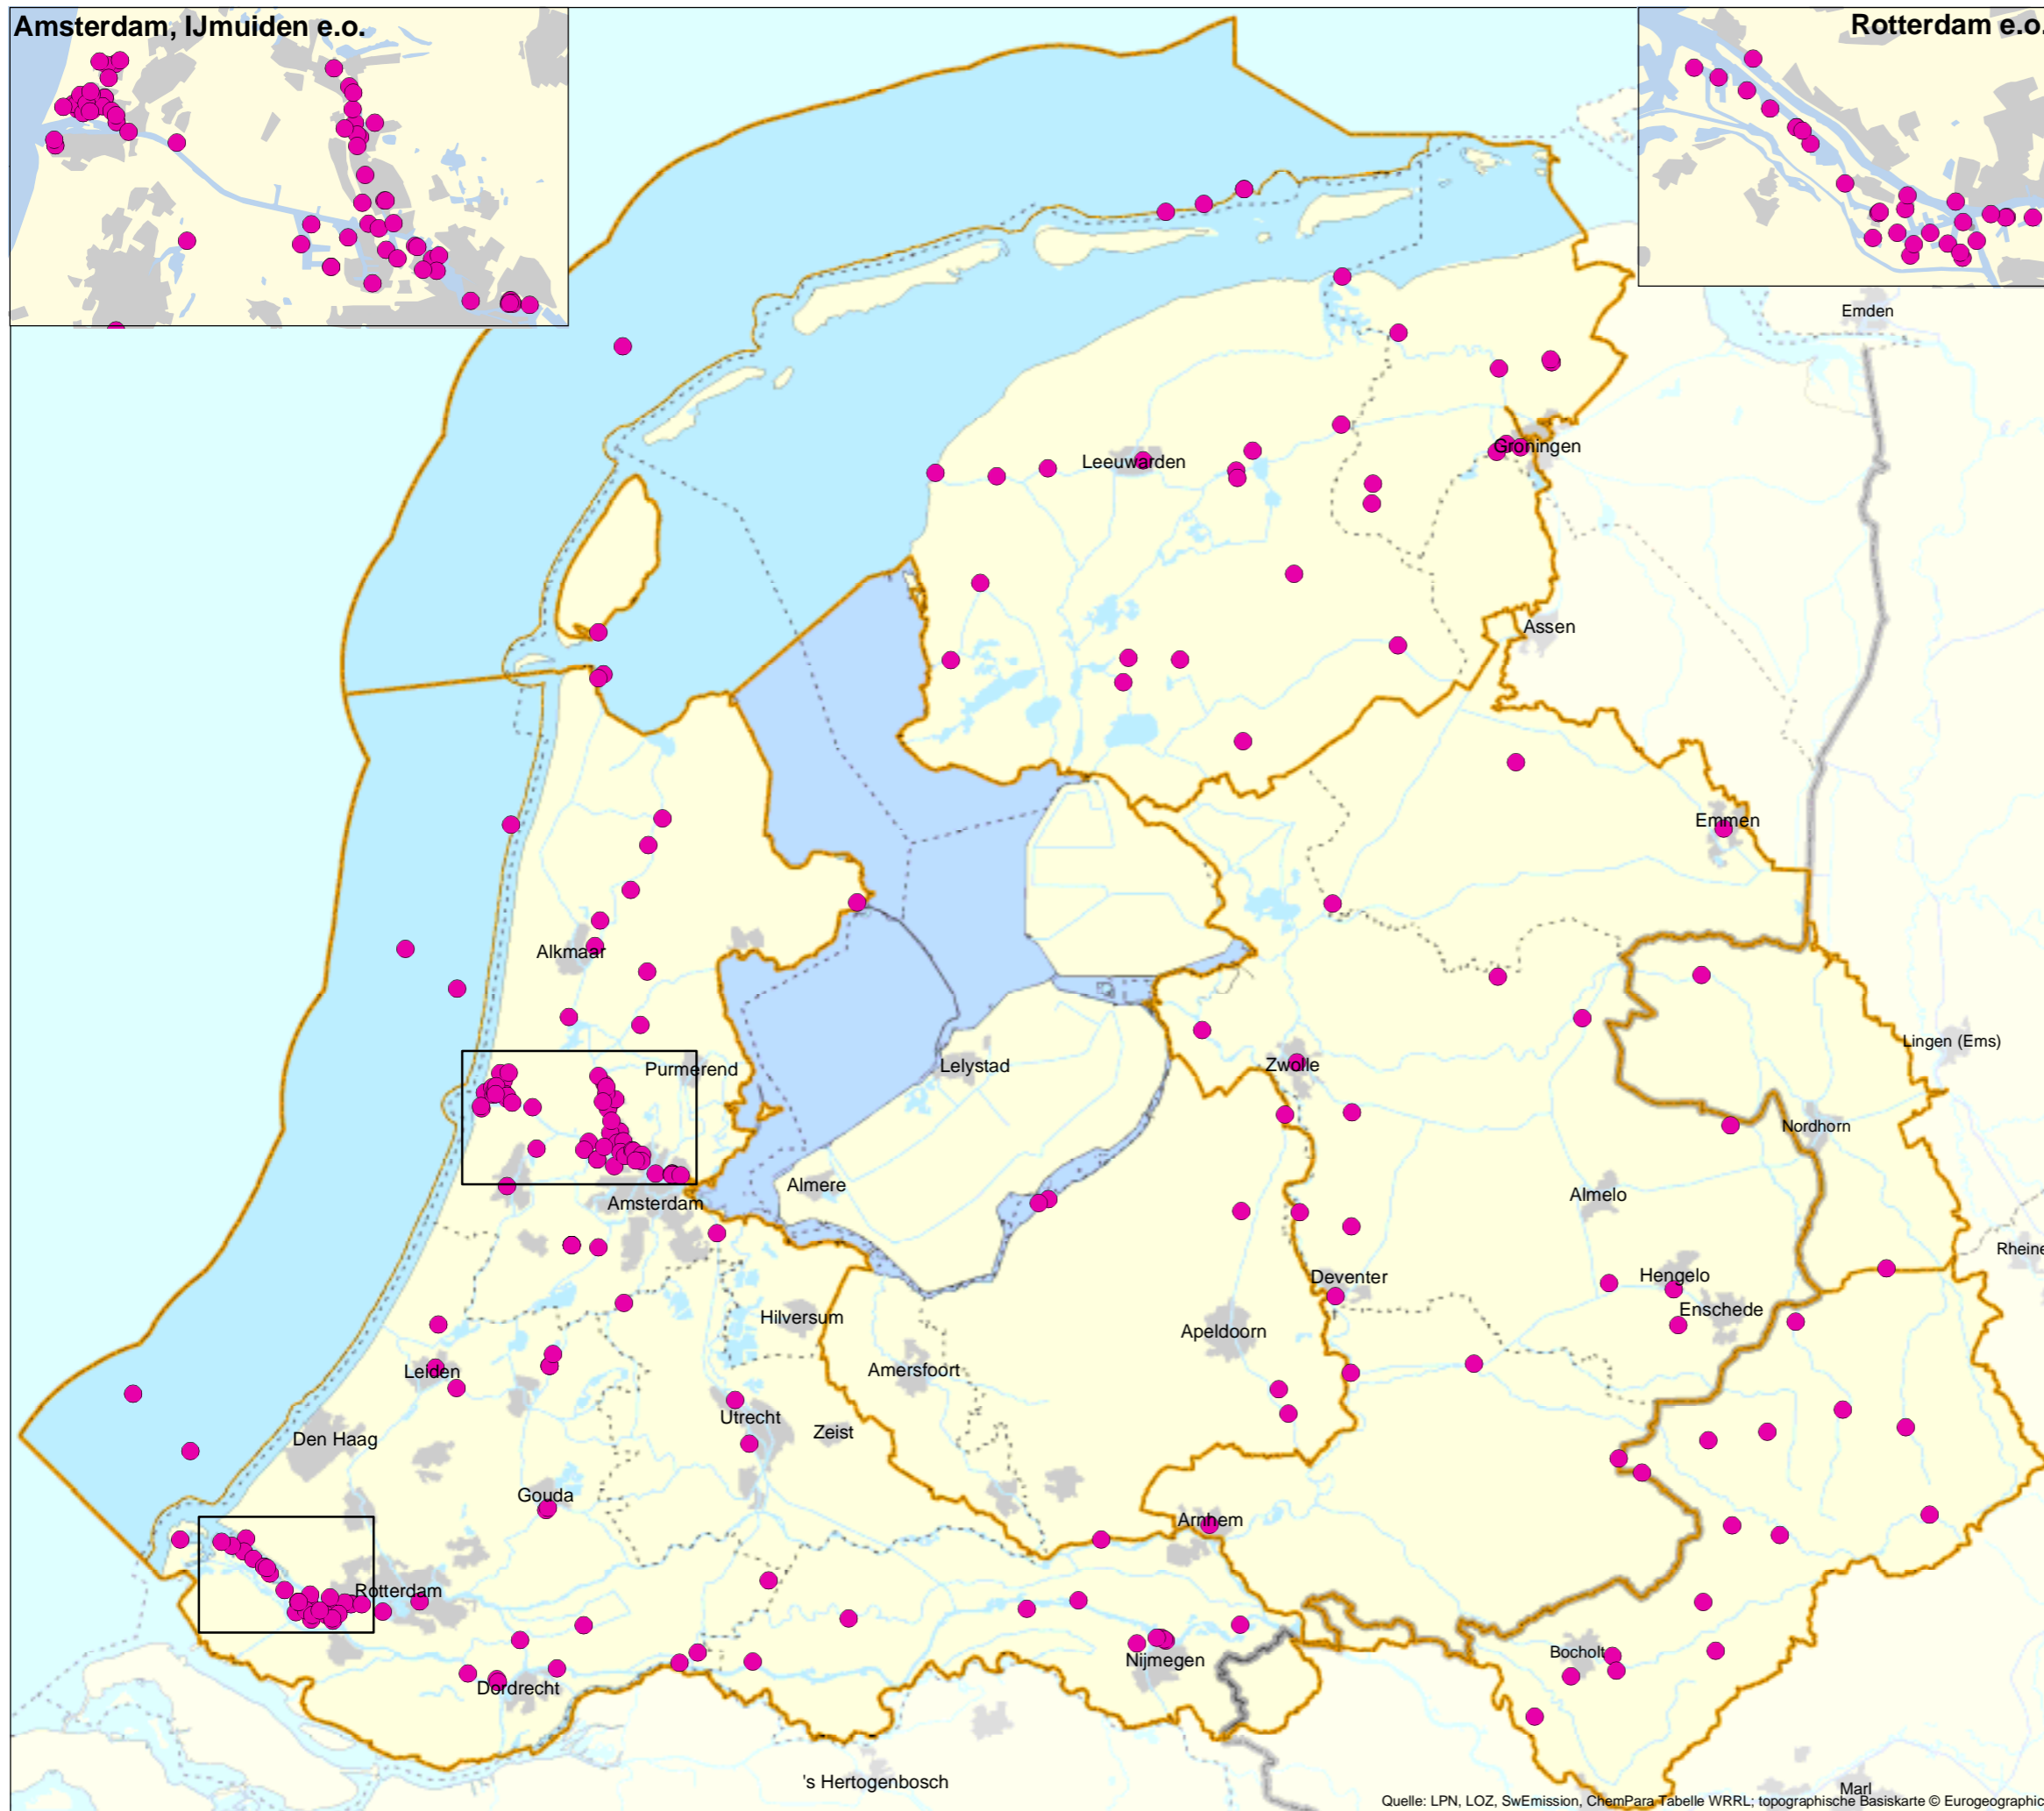 Amsterdam, IJmuiden e.o.
Rotterdam e.o.
Emden
Groningen
Leeuwarden
Assen
Emmen
Alkmaar
Lingen (Ems)
Purmerend
Lelystad
Zwolle
Nordhorn
Almere
Almelo
Amsterdam
Rheine
Deventer
Hengelo
Enschede
Hilversum
Apeldoorn
Amersfoort
Leiden
Utrecht
Zeist
Den Haag
Gouda
Arnhem
Rotterdam
Bocholt
Nijmegen
Dordrecht
's Hertogenbosch
Marl
Quelle: LPN, LOZ, SwEmission, ChemPara Tabelle WRRL; topographische Basiskarte © Eurogeographic